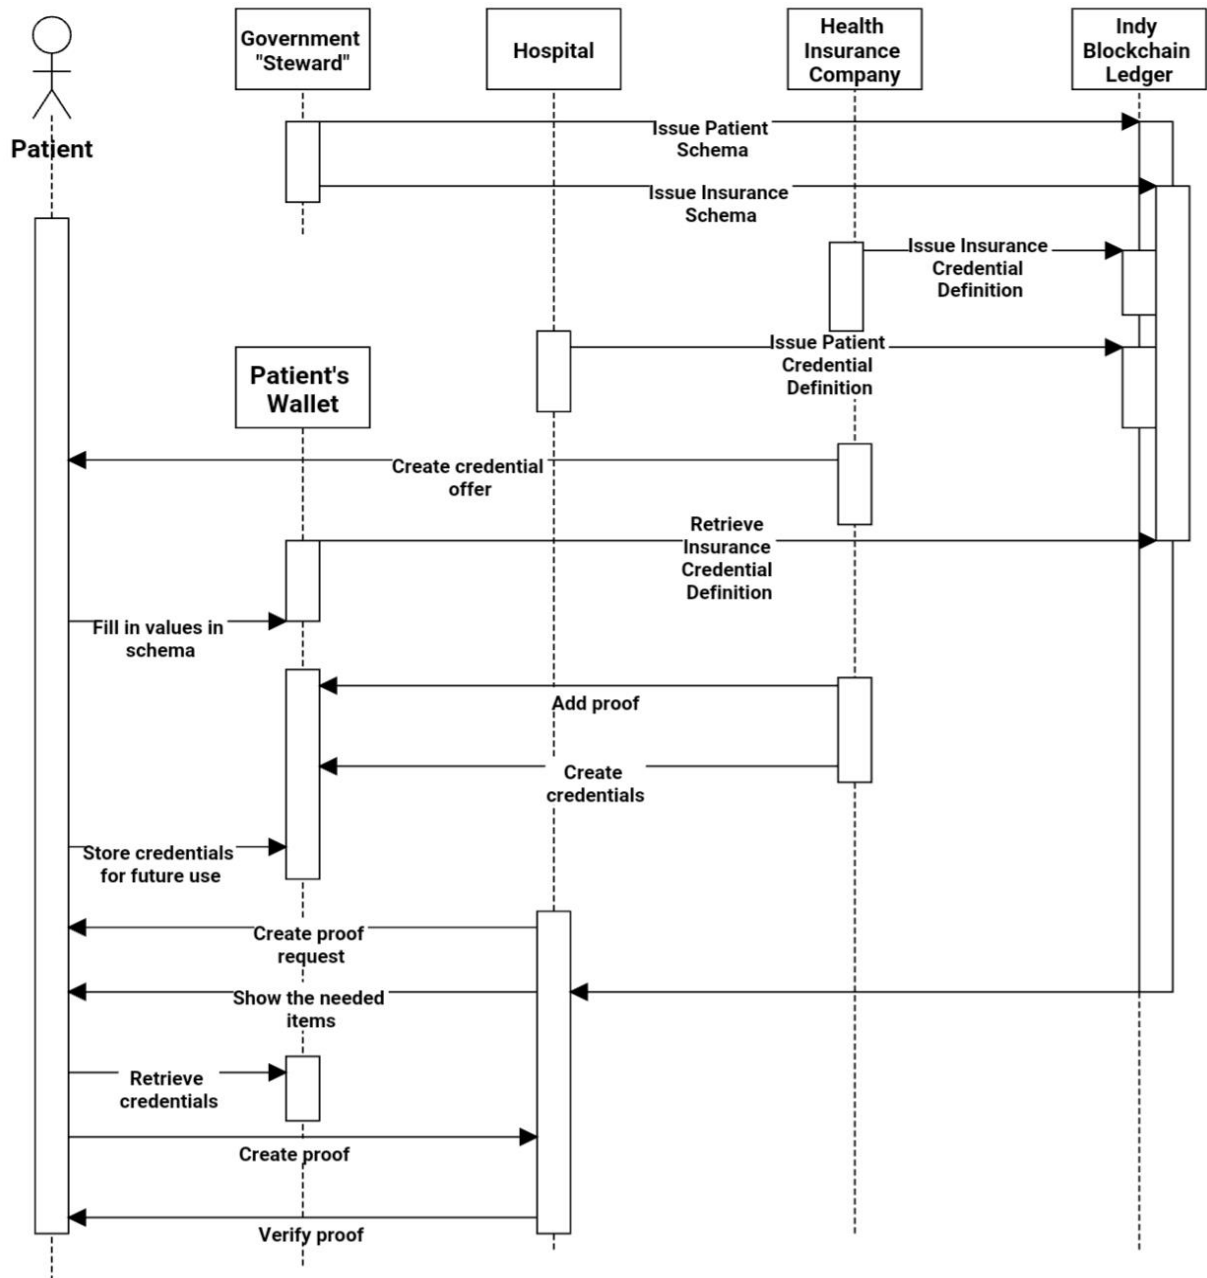 Government
"Steward"
Hospital
Health
Insurance
Company
Indy
Blockchain
Ledger
Patient
Issue Patient
Schema
Issue Insurance
Schema
Issue Insurance
Credential
Definition
Issue Patient
Credential
Definition
Patient's
Wallet
Create credential
offer
Retrieve
Insurance
Credential
Definition
Fill in values in
schema
Add proof
Create
credentials
Store credentials
for future use
Create proof
request
Show the needed
items
Retrieve
credentials
Create proof
Verify proof